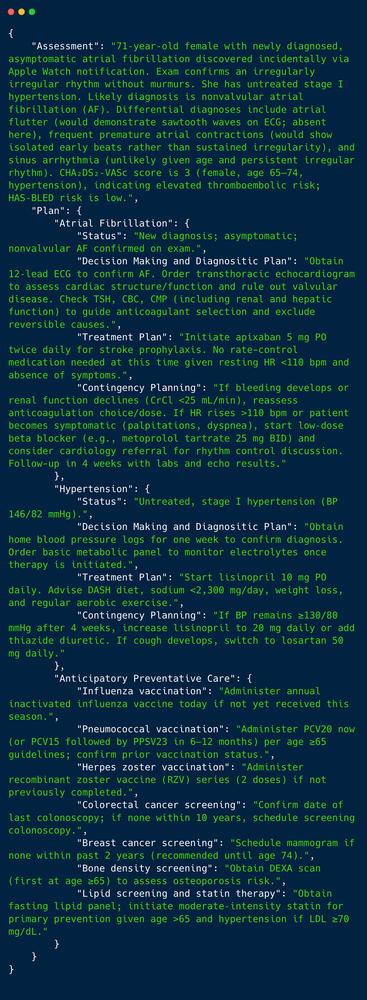 {
    "Assessment": "71-year-old female with newly diagnosed,
asymptomatic atrial fibrillation discovered incidentally via
Apple Watch notification. Exam confirms an irregularly
irregular rhythm without murmurs. She has untreated stage I
hypertension. Likely diagnosis is nonvalvular atrial
fibrillation (AF). Differential diagnoses include atrial
flutter (would demonstrate sawtooth waves on ECG; absent
here), frequent premature atrial contractions (would show
isolated early beats rather than sustained irregularity), and
sinus arrhythmia (unlikely given age and persistent irregular
rhythm). CHA₂DS₂-VASc score is 3 (female, age 65–74,
hypertension), indicating elevated thromboembolic risk;
HAS-BLED risk is low.",
    "Plan": {
        "Atrial Fibrillation": {
            "Status": "New diagnosis; asymptomatic;
nonvalvular AF confirmed on exam.",
            "Decision Making and Diagnositic Plan": "Obtain
12-lead ECG to confirm AF. Order transthoracic echocardiogram
to assess cardiac structure/function and rule out valvular
disease. Check TSH, CBC, CMP (including renal and hepatic
function) to guide anticoagulant selection and exclude
reversible causes.",
            "Treatment Plan": "Initiate apixaban 5 mg PO
twice daily for stroke prophylaxis. No rate-control
medication needed at this time given resting HR <110 bpm and
absence of symptoms.",
            "Contingency Planning": "If bleeding develops or
renal function declines (CrCl <25 mL/min), reassess
anticoagulation choice/dose. If HR rises >110 bpm or patient
becomes symptomatic (palpitations, dyspnea), start low-dose
beta blocker (e.g., metoprolol tartrate 25 mg BID) and
consider cardiology referral for rhythm control discussion.
Follow-up in 4 weeks with labs and echo results."
        },
        "Hypertension": {
            "Status": "Untreated, stage I hypertension (BP
146/82 mmHg).",
            "Decision Making and Diagnositic Plan": "Obtain
home blood pressure logs for one week to confirm diagnosis.
Order basic metabolic panel to monitor electrolytes once
therapy is initiated.",
            "Treatment Plan": "Start lisinopril 10 mg PO
daily. Advise DASH diet, sodium <2,300 mg/day, weight loss,
and regular aerobic exercise.",
            "Contingency Planning": "If BP remains ≥130/80
mmHg after 4 weeks, increase lisinopril to 20 mg daily or add
thiazide diuretic. If cough develops, switch to losartan 50
mg daily."
        },
        "Anticipatory Preventative Care": {
            "Influenza vaccination": "Administer annual
inactivated influenza vaccine today if not yet received this
season.",
            "Pneumococcal vaccination": "Administer PCV20 now
(or PCV15 followed by PPSV23 in 6–12 months) per age ≥65
guidelines; confirm prior vaccination status.",
            "Herpes zoster vaccination": "Administer
recombinant zoster vaccine (RZV) series (2 doses) if not
previously completed.",
            "Colorectal cancer screening": "Confirm date of
last colonoscopy; if none within 10 years, schedule screening
colonoscopy.",
            "Breast cancer screening": "Schedule mammogram if
none within past 2 years (recommended until age 74).",
            "Bone density screening": "Obtain DEXA scan
(first at age ≥65) to assess osteoporosis risk.",
            "Lipid screening and statin therapy": "Obtain
fasting lipid panel; initiate moderate-intensity statin for
primary prevention given age >65 and hypertension if LDL ≥70
mg/dL."
        }
    }
}